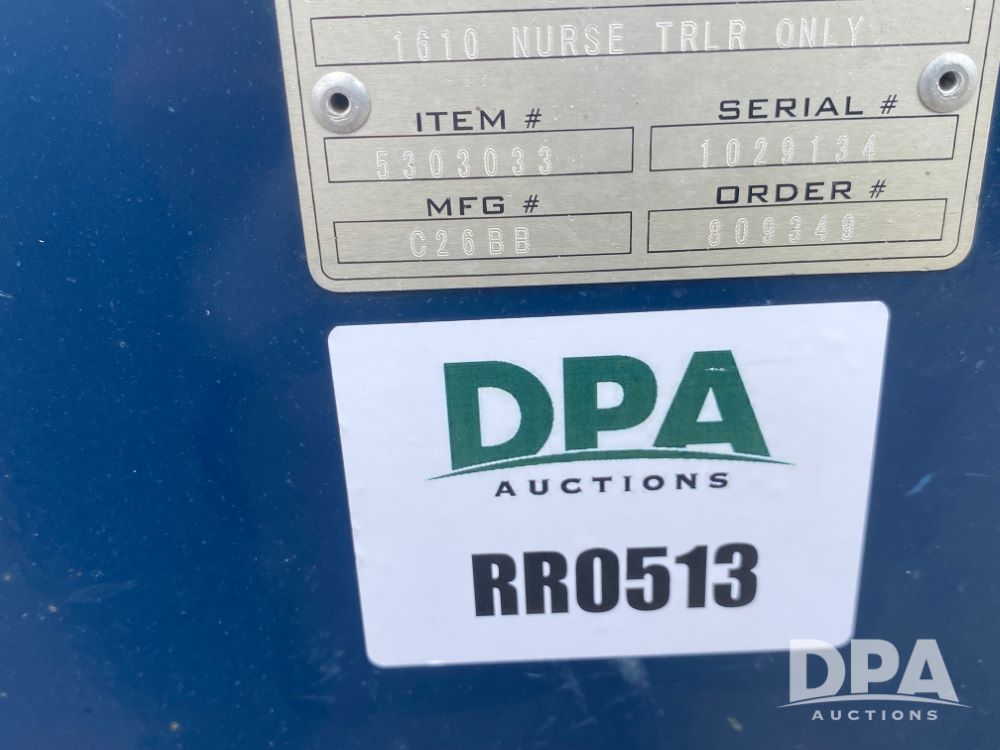 1610 NURSE TRLR ONLY
ITEM # SERIAL #
5303033 1029134
MFG # ORDER #
C26BB 809349
DPA
AUCTIONS
RR0513
DPA
AUCTIONS